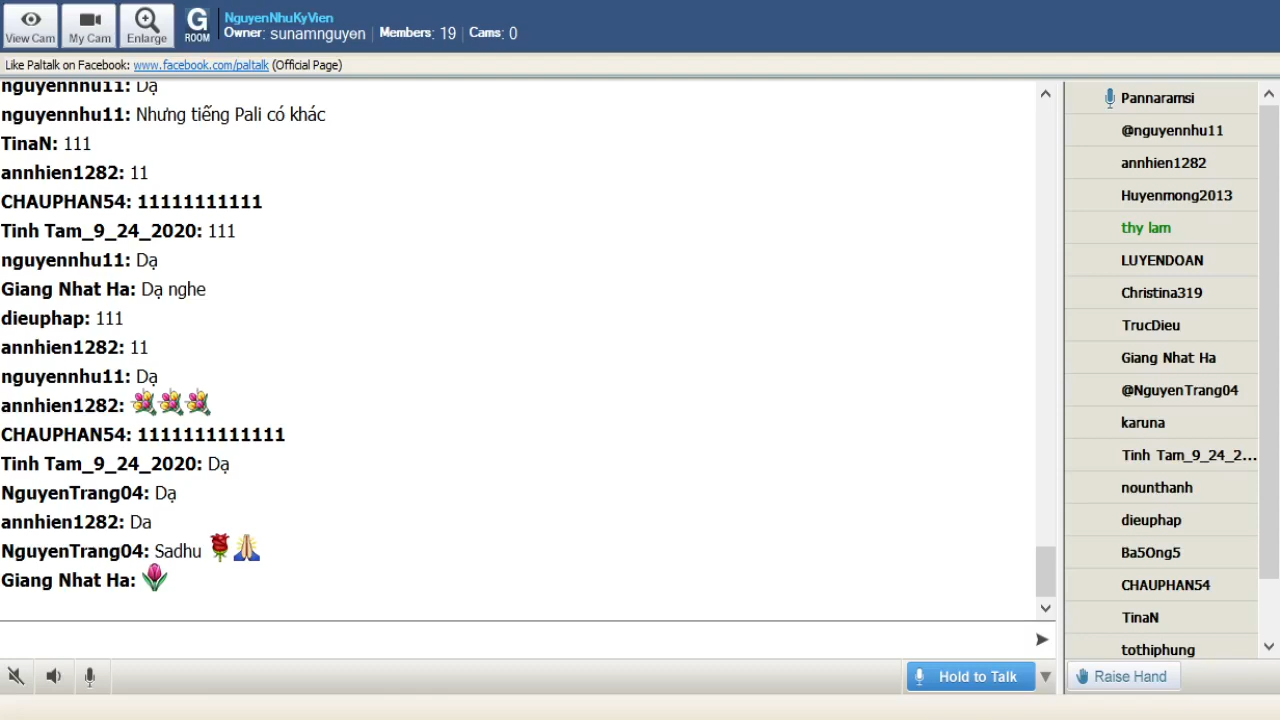 View Cam
My Cam
Enlarge
G
ROOM
NguyenNhuKyVien
Owner: sunamnguyen Members: 19 Cams: 0
Like Paltalk on Facebook: www.facebook.com/paltalk (Official Page)
nguyennhu11: Dạ
nguyennhu11: Nhưng tiếng Pali có khác
TinaN: 111
annhien1282: 11
CHAUPHAN54: 11111111111
Tinh Tam_9_24_2020: 111
nguyennhu11: Dạ
Giang Nhat Ha: Dạ nghe
dieuphap: 111
annhien1282: 11
nguyennhu11: Dạ
annhien1282:
CHAUPHAN54: 1111111111111
Tinh Tam_9_24_2020: Dạ
NguyenTrang04: Dạ
annhien1282: Da
NguyenTrang04: Sadhu
Giang Nhat Ha:
Hold to Talk
Pannaramsi
@nguyennhu11
annhien1282
Huyenmong2013
thy lam
LUYENDOAN
Christina319
TrucDieu
Giang Nhat Ha
@NguyenTrang04
karuna
Tinh Tam_9_24_2...
nounthanh
dieuphap
Ba5Ong5
CHAUPHAN54
TinaN
tothiphung
Raise Hand